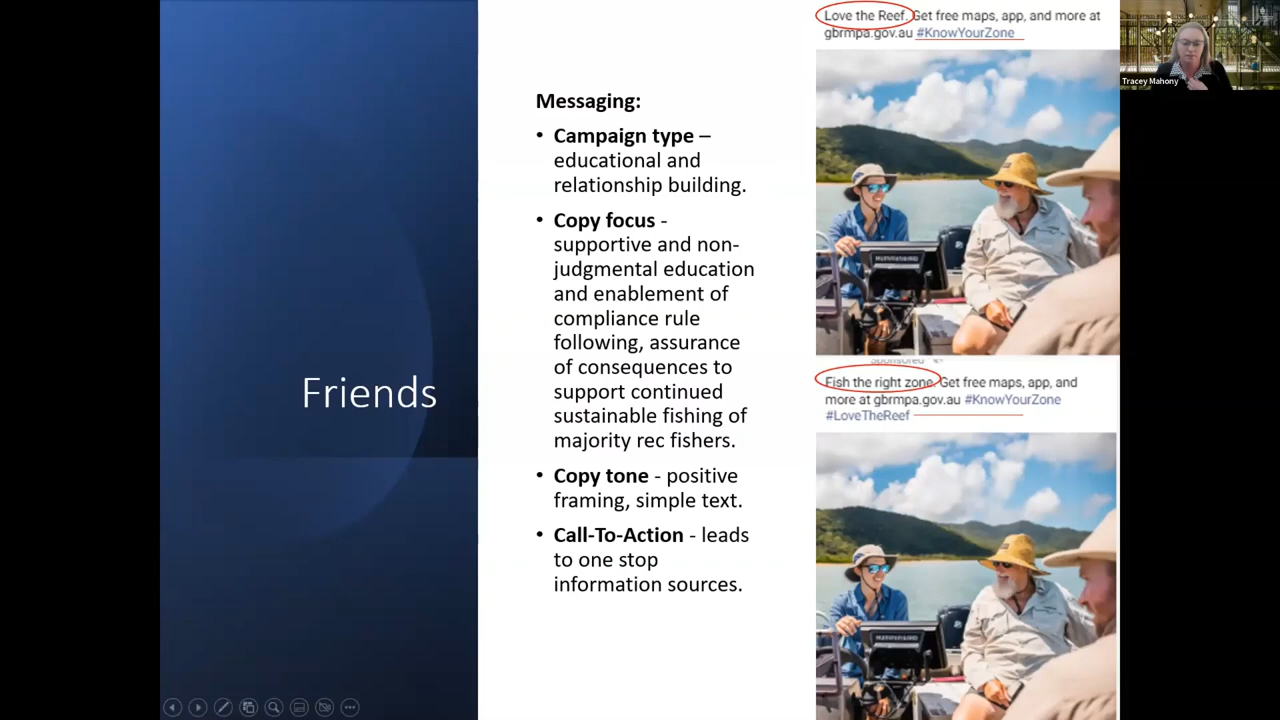 Friends
Messaging:
• Campaign type –
educational and
relationship building.
• Copy focus -
supportive and non-
judgmental education
and enablement of
compliance rule
following, assurance
of consequences to
support continued
sustainable fishing of
majority rec fishers.
• Copy tone - positive
framing, simple text.
• Call-To-Action - leads
to one stop
information sources.
Love the Reef. Get free maps, app, and more at
gbrmpa.gov.au #KnowYourZone
HUMMINBIRD
Sponsored
Fish the right zone. Get free maps, app, and
more at gbrmpa.gov.au #KnowYourZone
#LoveTheReef
HUMMINBIRD
Tracey Mahony